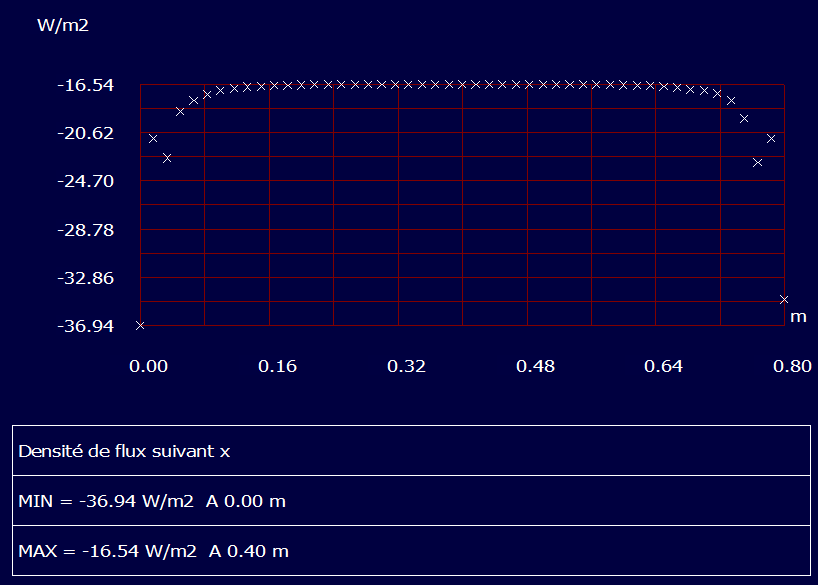 W/m2
-16.54
-20.62
-24.70
-28.78
-32.86
-36.94
m
0.00 0.16 0.32 0.48 0.64 0.80
Densité de flux suivant x
MIN = -36.94 W/m2 A 0.00 m
MAX = -16.54 W/m2 A 0.40 m